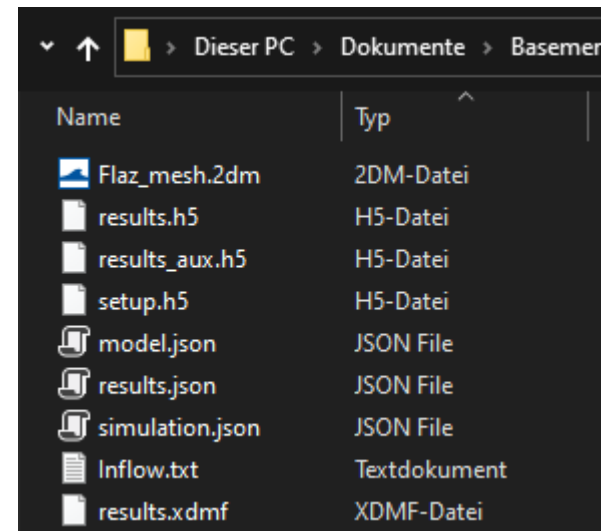 Dieser PC > Dokumente > Basemer
Name Typ
Flaz_mesh.2dm 2DM-Datei
results.h5 H5-Datei
results_aux.h5 H5-Datei
setup.h5 H5-Datei
model.json JSON File
results.json JSON File
simulation.json JSON File
Inflow.txt Textdokument
results.xdmf XDMF-Datei